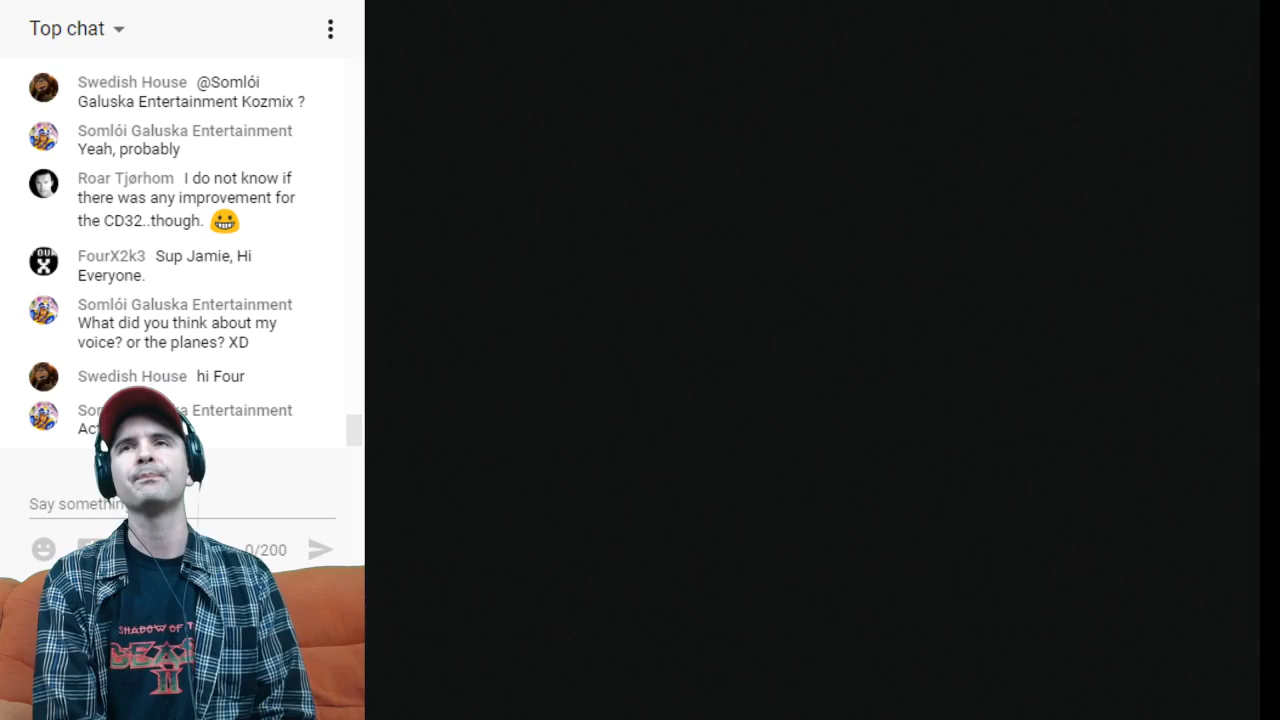 Top chat
Swedish House @Somlói
Galuska Entertainment Kozmix ?
Somlói Galuska Entertainment
Yeah, probably
Roar Tjørhom I do not know if
there was any improvement for
the CD32..though.
FourX2k3 Sup Jamie, Hi
Everyone.
Somlói Galuska Entertainment
What did you think about my
voice? or the planes? XD
Swedish House hi Four
Entertainment
Say something
0/200
SHADOW OF
BEAS
II